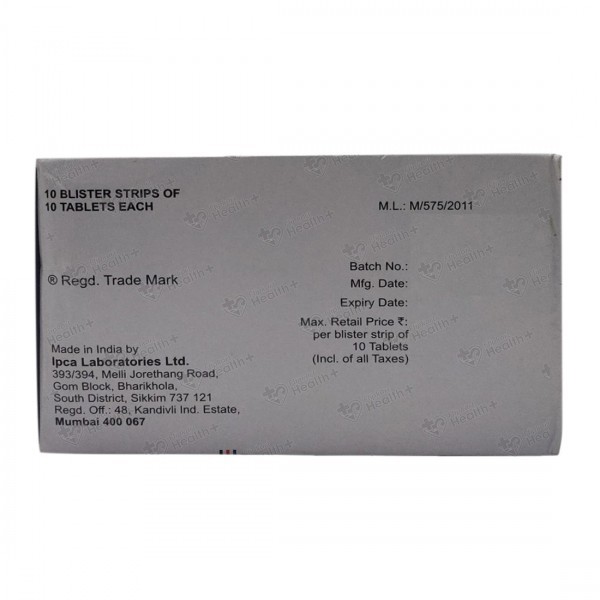 10 BLISTER STRIPS OF
10 TABLETS EACH
M.L.: M/575/2011
® Regd. Trade Mark
Batch No.:
Mfg. Date:
Expiry Date:
Max. Retail Price ₹:
per blister strip of
10 Tablets
(Incl. of all Taxes)
Made in India by
Ipca Laboratories Ltd.
393/394, Melli Jorethang Road,
Gom Block, Bharikhola,
South District, Sikkim 737 121
Regd. Off.: 48, Kandivli Ind. Estate,
Mumbai 400 067
Health+